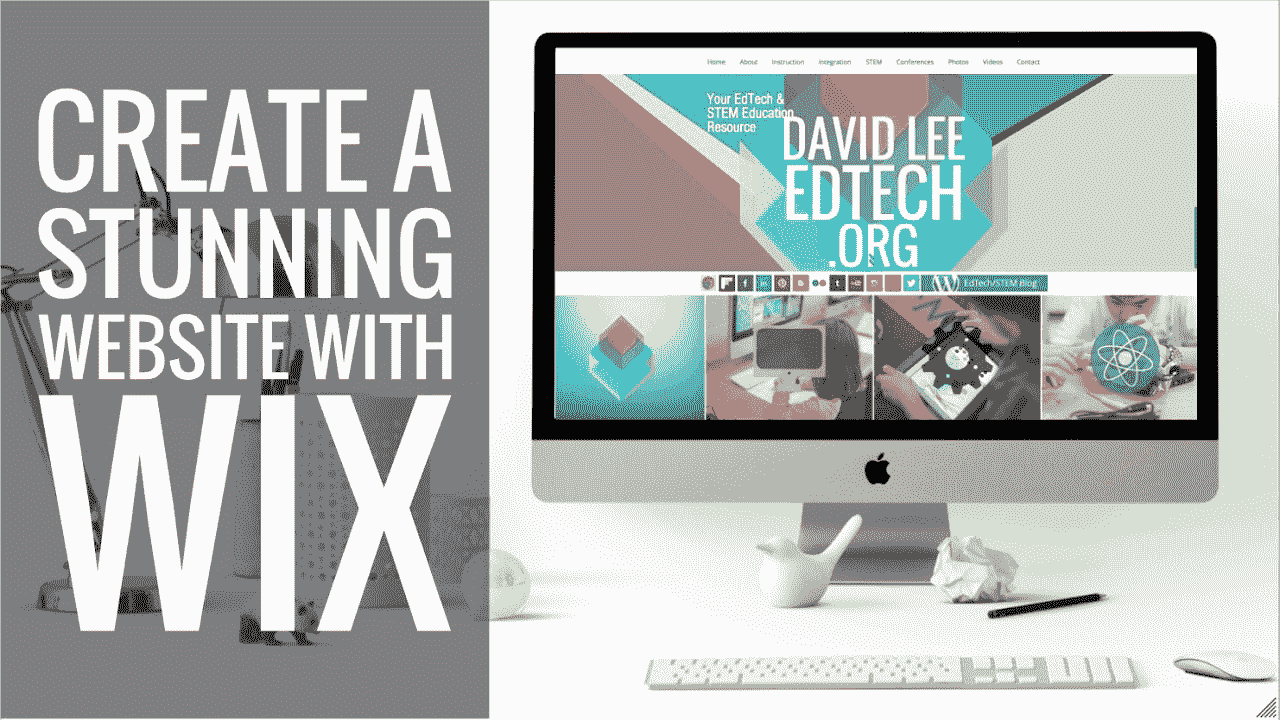 CREATE A
STUNNING
WEBSITE WITH
WIX
Home About Instruction Integration STEM Conferences Photos Videos Contact
Your EdTech &
STEM Education
Resource
DAVID LEE
EDTECH
.ORG
EdTech/STEM Blog